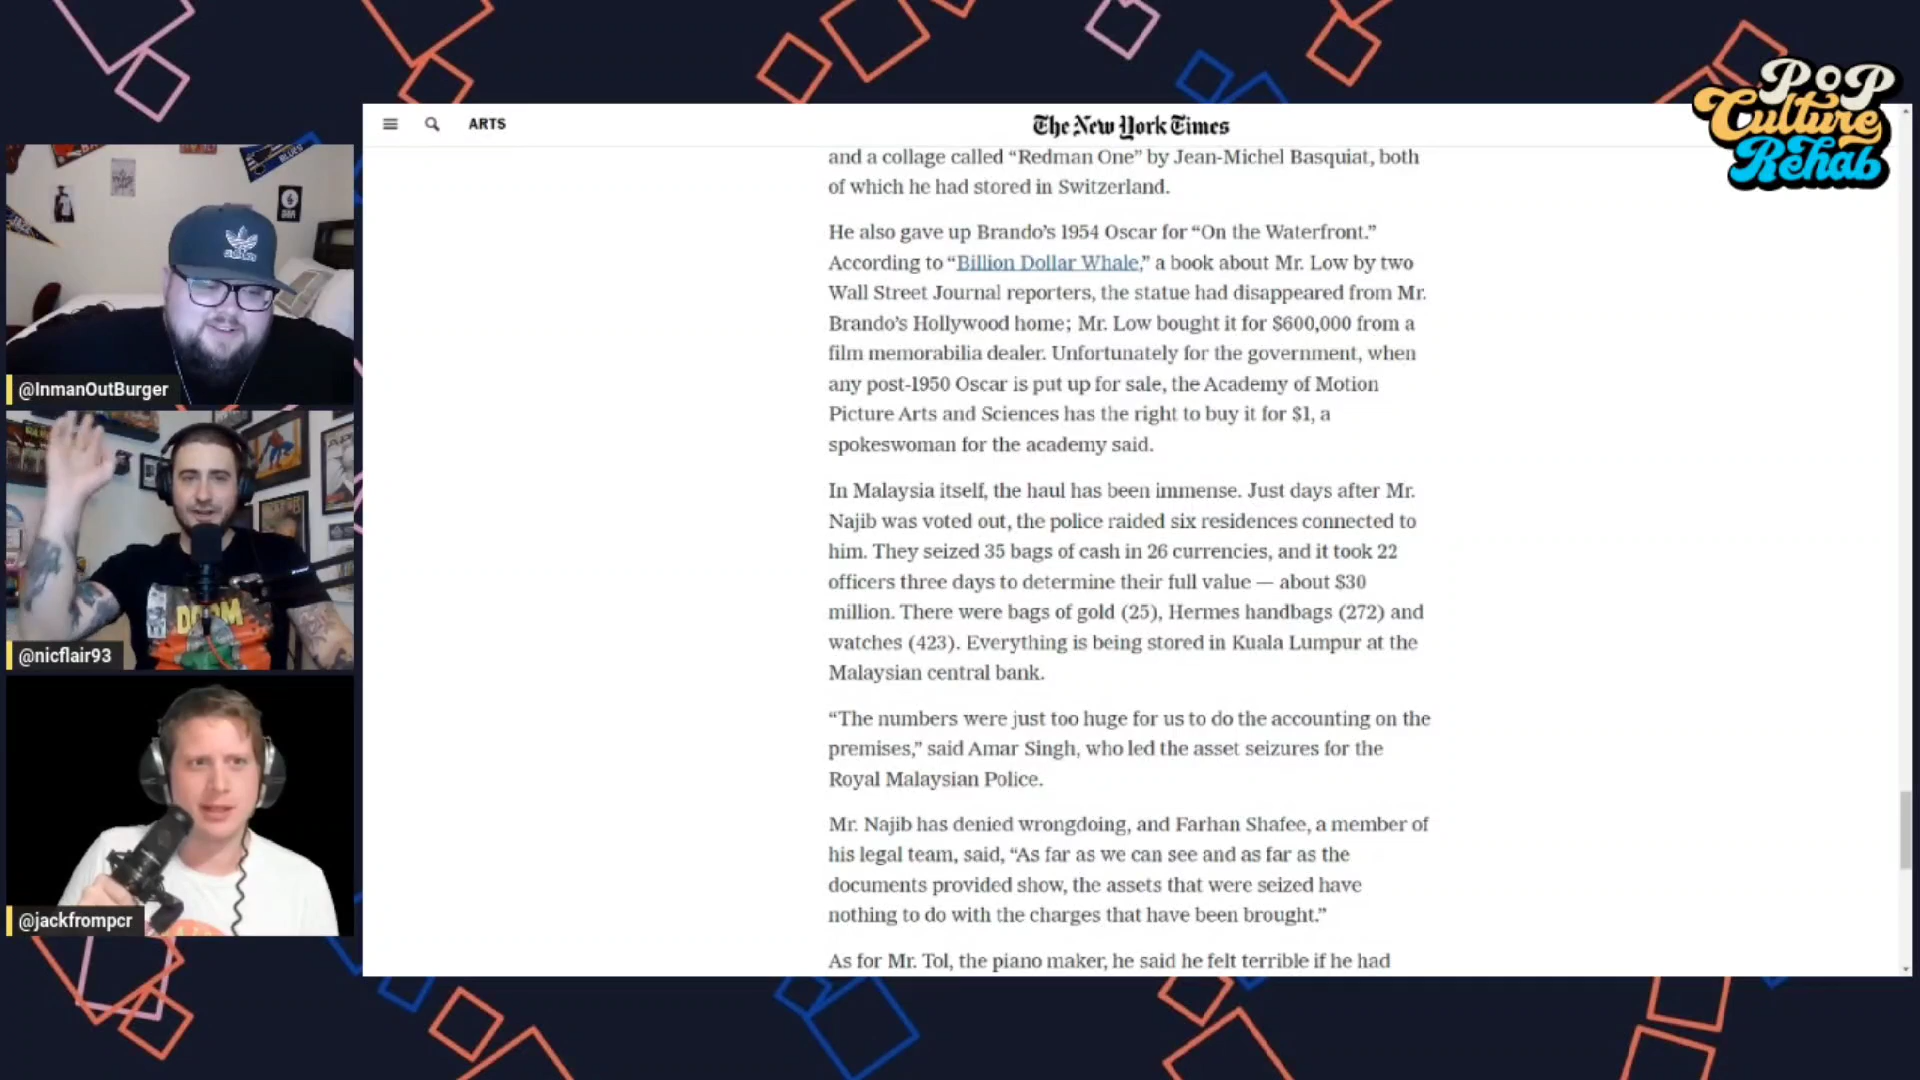 ARTS
The New York Times
PoP
Culture
Rehab
and a collage called “Redman One” by Jean-Michel Basquiat, both
of which he had stored in Switzerland.
He also gave up Brando’s 1954 Oscar for “On the Waterfront.”
According to “Billion Dollar Whale,” a book about Mr. Low by two
Wall Street Journal reporters, the statue had disappeared from Mr.
Brando’s Hollywood home; Mr. Low bought it for $600,000 from a
film memorabilia dealer. Unfortunately for the government, when
any post-1950 Oscar is put up for sale, the Academy of Motion
Picture Arts and Sciences has the right to buy it for $1, a
spokeswoman for the academy said.
In Malaysia itself, the haul has been immense. Just days after Mr.
Najib was voted out, the police raided six residences connected to
him. They seized 35 bags of cash in 26 currencies, and it took 22
officers three days to determine their full value — about $30
million. There were bags of gold (25), Hermes handbags (272) and
watches (423). Everything is being stored in Kuala Lumpur at the
Malaysian central bank.
“The numbers were just too huge for us to do the accounting on the
premises,” said Amar Singh, who led the asset seizures for the
Royal Malaysian Police.
Mr. Najib has denied wrongdoing, and Farhan Shafee, a member of
his legal team, said, “As far as we can see and as far as the
documents provided show, the assets that were seized have
nothing to do with the charges that have been brought.”
As for Mr. Tol, the piano maker, he said he felt terrible if he had
BLUES
adidas
@InmanOutBurger
DOOM
@nicflair93
@jackfrompcr